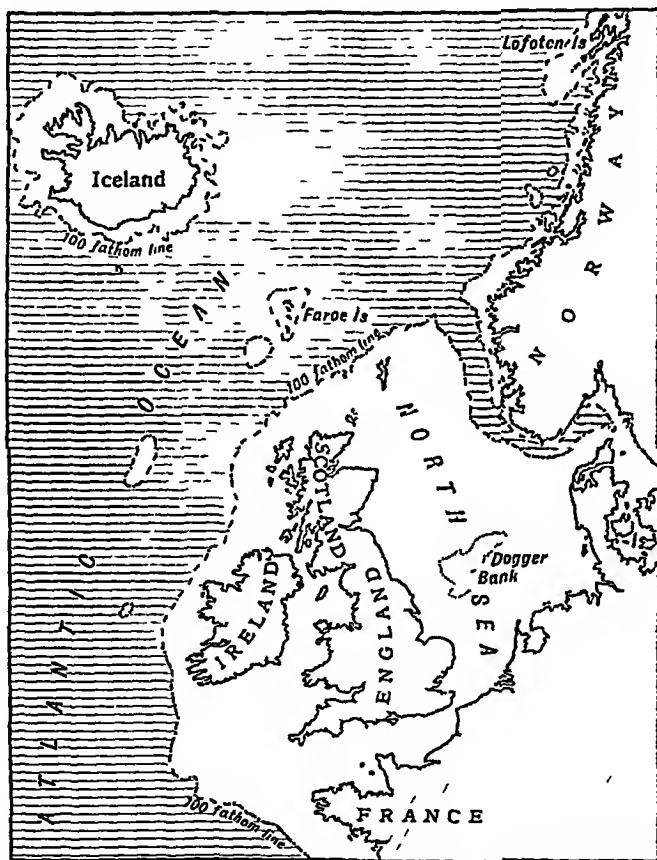 Lofoten Is
Iceland
100 fathom line
NORWAY
Faroe Is
100 fathom line
ATLANTIC OCEAN
NORTH SEA
SCOTLAND
Dogger
Bank
IRELAND
ENGLAND
100 fathom line
FRANCE